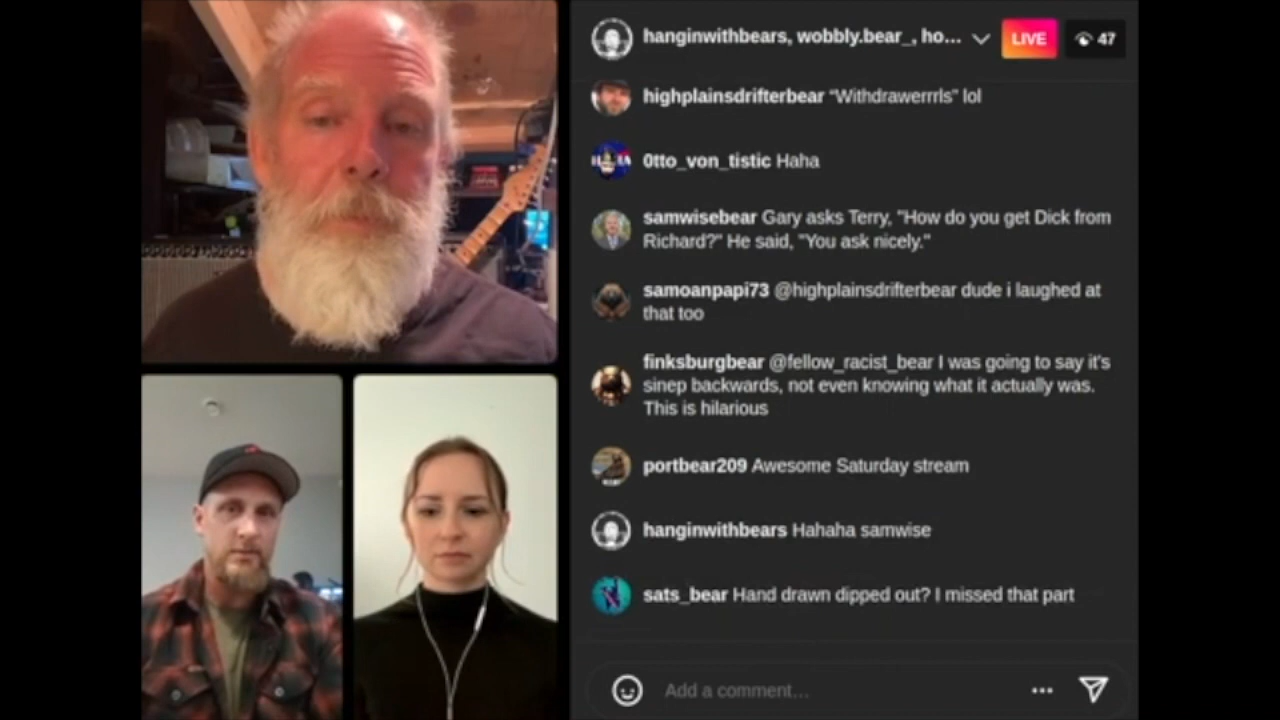 hanginwithbears, wobbly.bear_, ho...
LIVE
47
highplainsdrifterbear “Withdrawerrrls” lol
0tto_von_tistic Haha
samwisebear Gary asks Terry, "How do you get Dick from
Richard?" He said, "You ask nicely."
samoanpapi73 @highplainsdrifterbear dude i laughed at
that too
finksburgbear @fellow_racist_bear I was going to say it's
sinep backwards, not even knowing what it actually was.
This is hilarious
portbear209 Awesome Saturday stream
hanginwithbears Hahaha samwise
sats_bear Hand drawn dipped out? I missed that part
Add a comment...